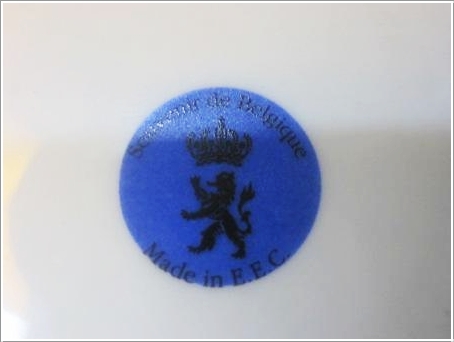 Souvenir de Belgique
Made in E.E.C.